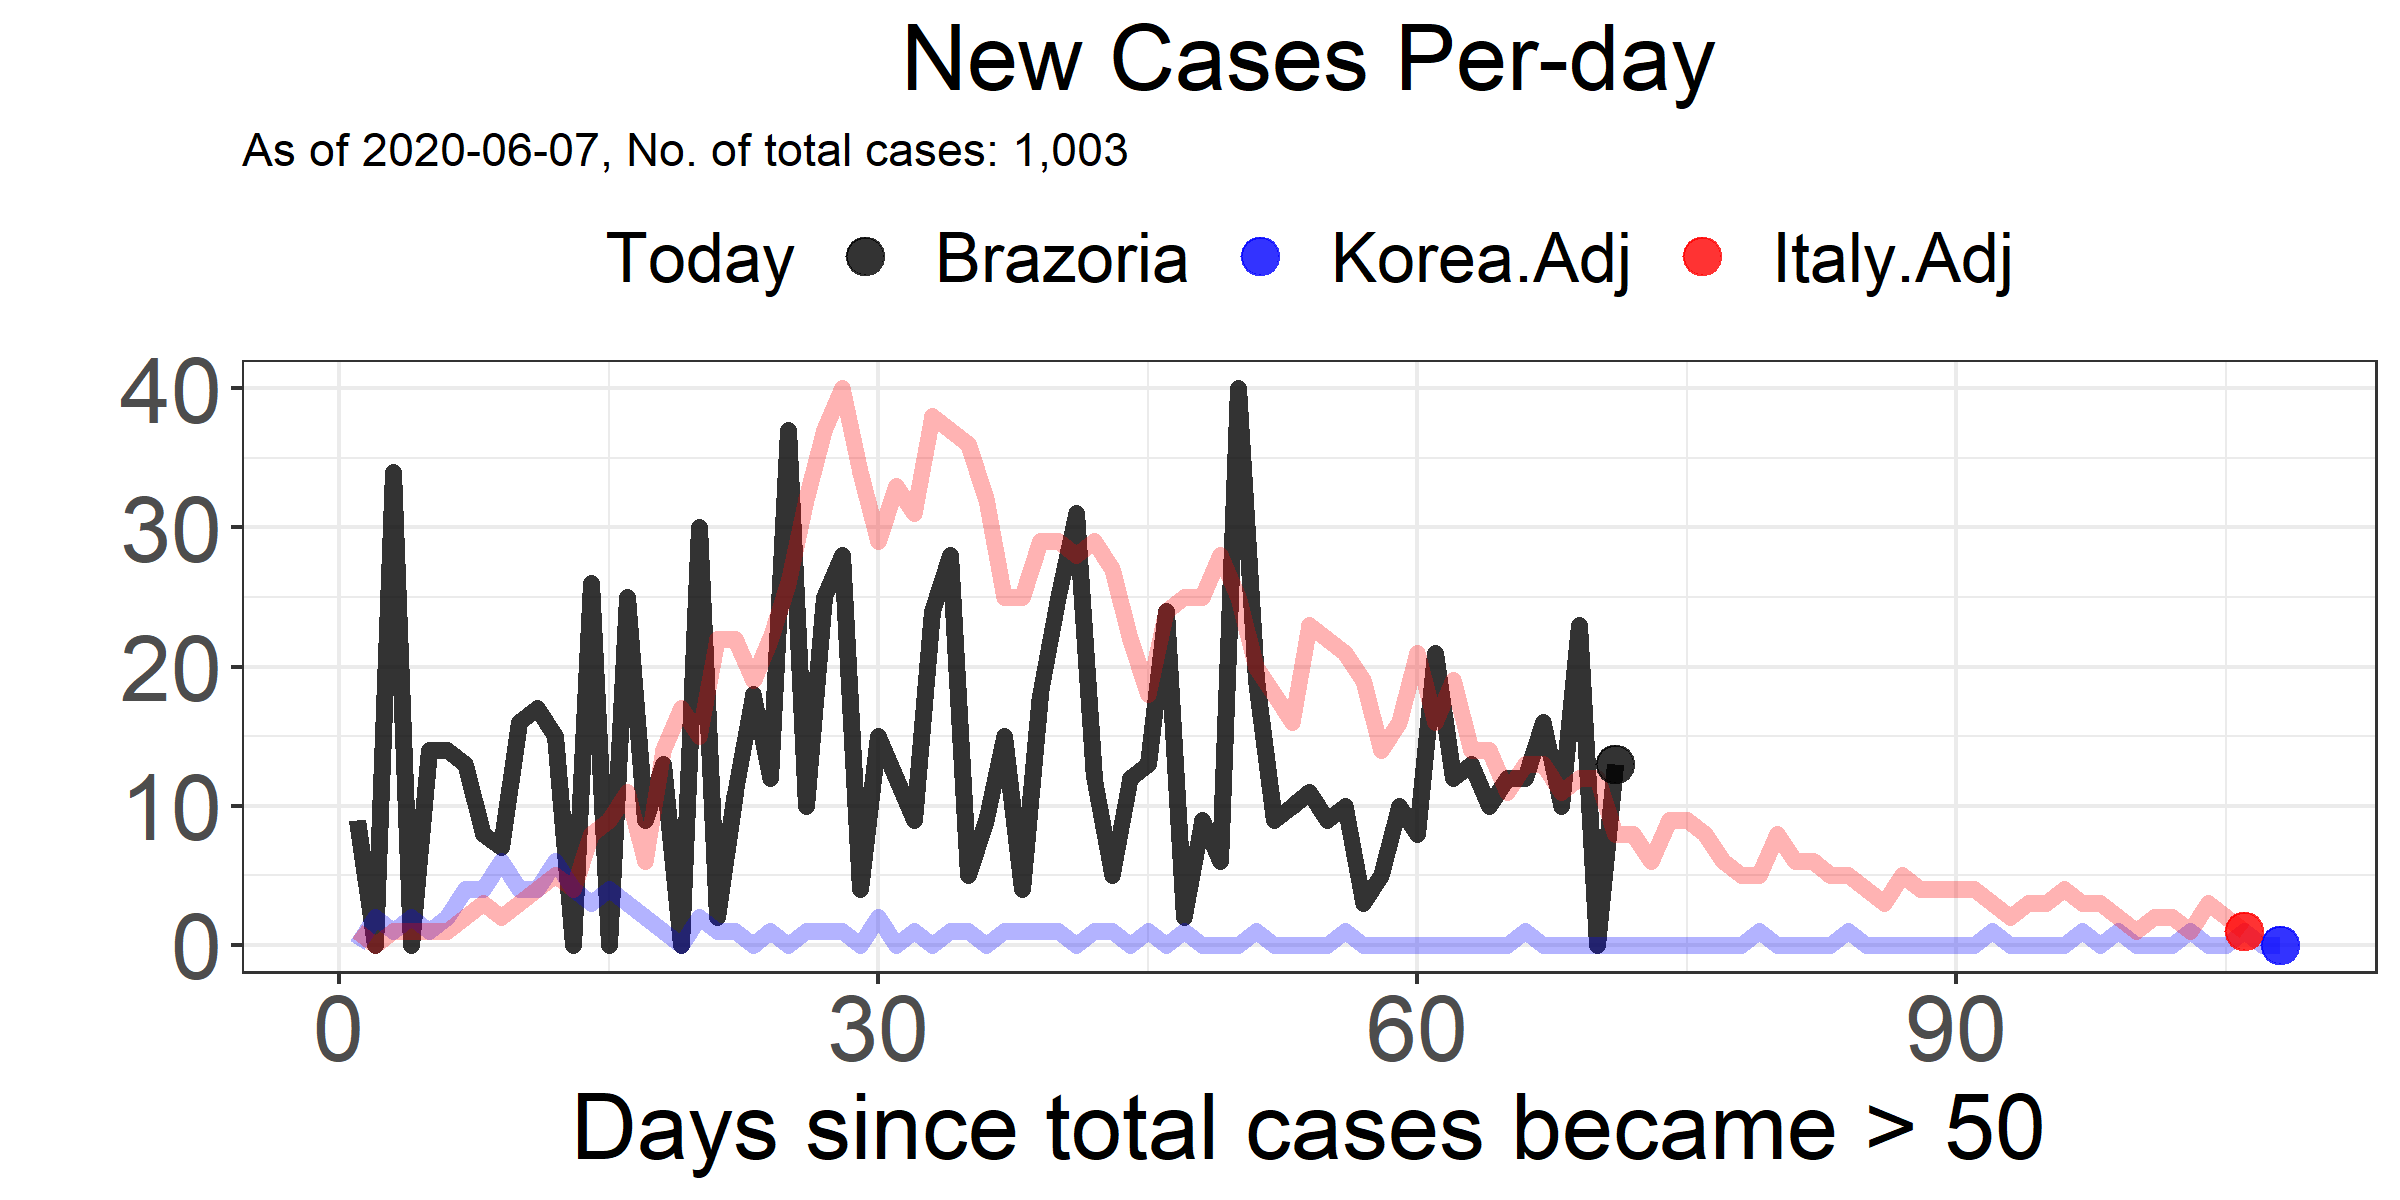 New Cases Per-day
As of 2020-06-07, No. of total cases: 1,003
Today Brazoria Korea.Adj Italy.Adj
40
30
20
10
0
0 30 60 90
Days since total cases became > 50